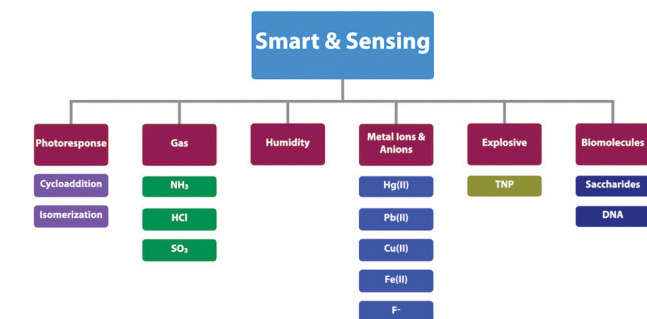 Smart & Sensing
Photoresponse
Cycloaddition
Isomerization
Gas
NH₃
HCl
SO₃
Humidity
Metal Ions &
Anions
Hg(II)
Pb(II)
Cu(II)
Fe(II)
F⁻
Explosive
TNP
Biomolecules
Saccharides
DNA